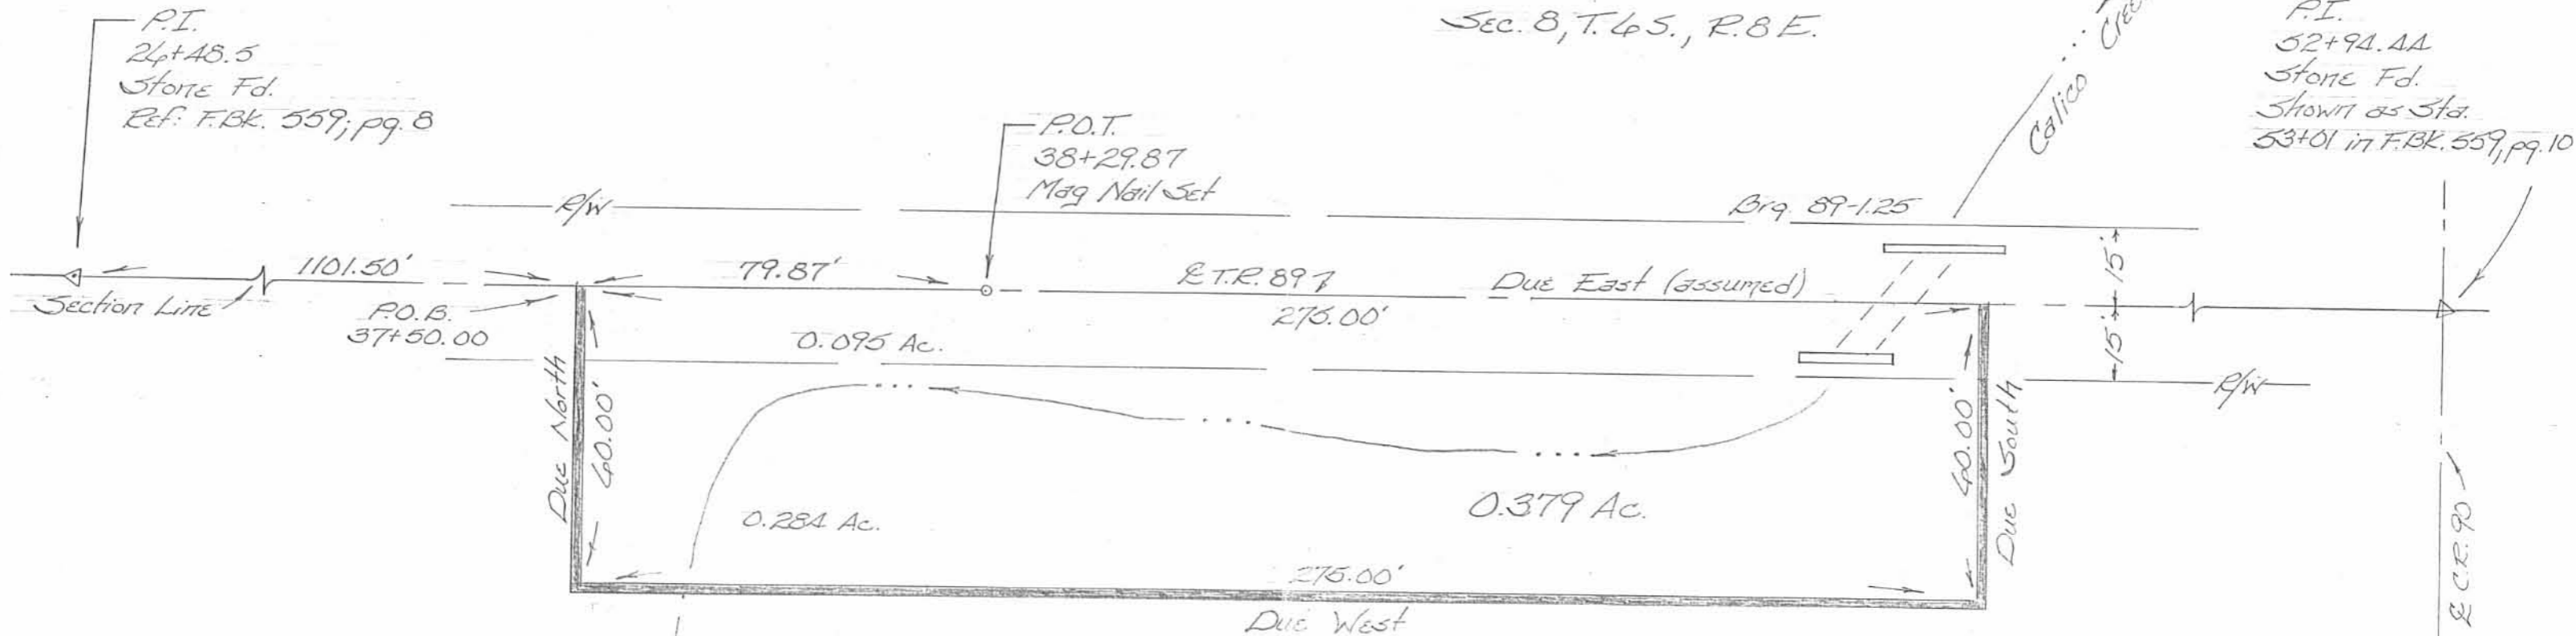 P.I.
26+48.5
Stone Fd.
Ref: F.Bk. 559; pg. 8
Sec. 8, T. 6 S., R. 8 E.
Calico Cree
P.I.
52+94.44
Stone Fd.
Shown as Sta.
53+01 in F.Bk. 559, pg. 10
P.O.T.
38+29.87
Mag Nail Set
R/W
Brg. 89-1.25
1101.50'
79.87'
℄ T.R. 897
Due East (assumed)
15'
Section Line
P.O.B.
37+50.00
275.00'
15'
0.095 Ac.
R/W
Due North
60.00'
60.00'
Due South
0.284 Ac.
0.379 Ac.
275.00'
Due West
℄ C.R. 90